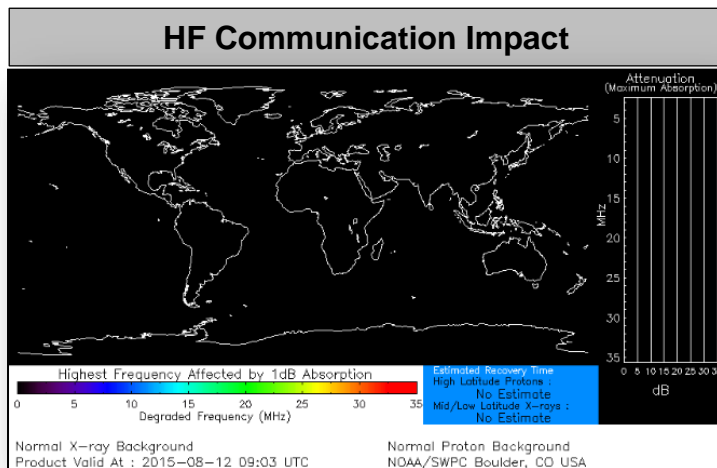 HF Communication Impact
Attenuation
(Maximum Absorption)
5
10
15
20
25
30
35
MHz
0 5 10 15 20 25 30
dB
Highest Frequency Affected by 1dB Absorption
0 5 10 15 20 25 30 35
Degraded Frequency (MHz)
Estimated Recovery Time
High Latitude Protons :
No Estimate
Mid/Low Latitude X-rays :
No Estimate
Normal X-ray Background
Product Valid At : 2015-08-12 09:03 UTC
Normal Proton Background
NOAA/SWPC Boulder, CO USA